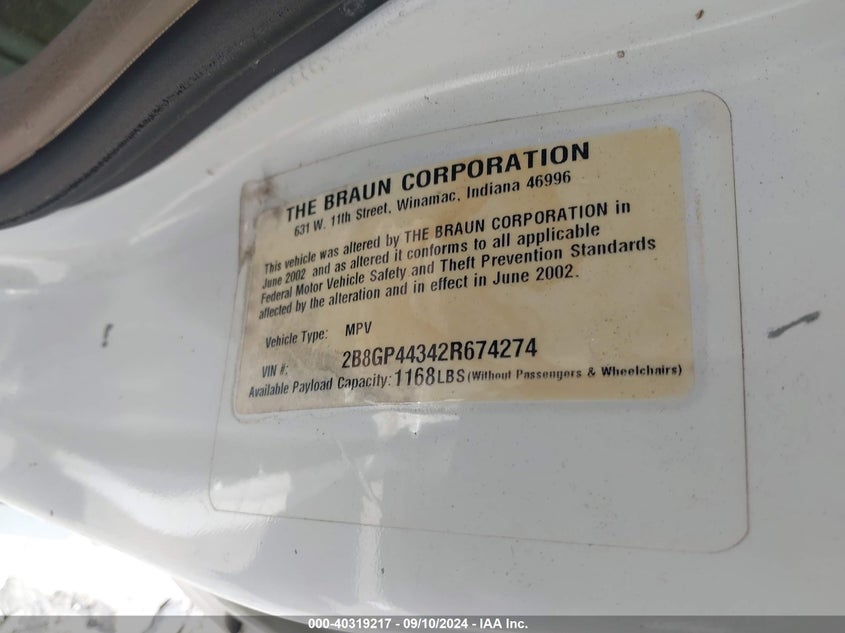 THE BRAUN CORPORATION
631 W. 11th Street, Winamac, Indiana 46996
This vehicle was altered by THE BRAUN CORPORATION in
June 2002 and as altered it conforms to all applicable
Federal Motor Vehicle Safety and Theft Prevention Standards
affected by the alteration and in effect in June 2002.
Vehicle Type: MPV
VIN #: 2B8GP44342R674274
Available Payload Capacity: 1168LBS (Without Passengers & Wheelchairs)
000-40319217 - 09/10/2024 - IAA Inc.